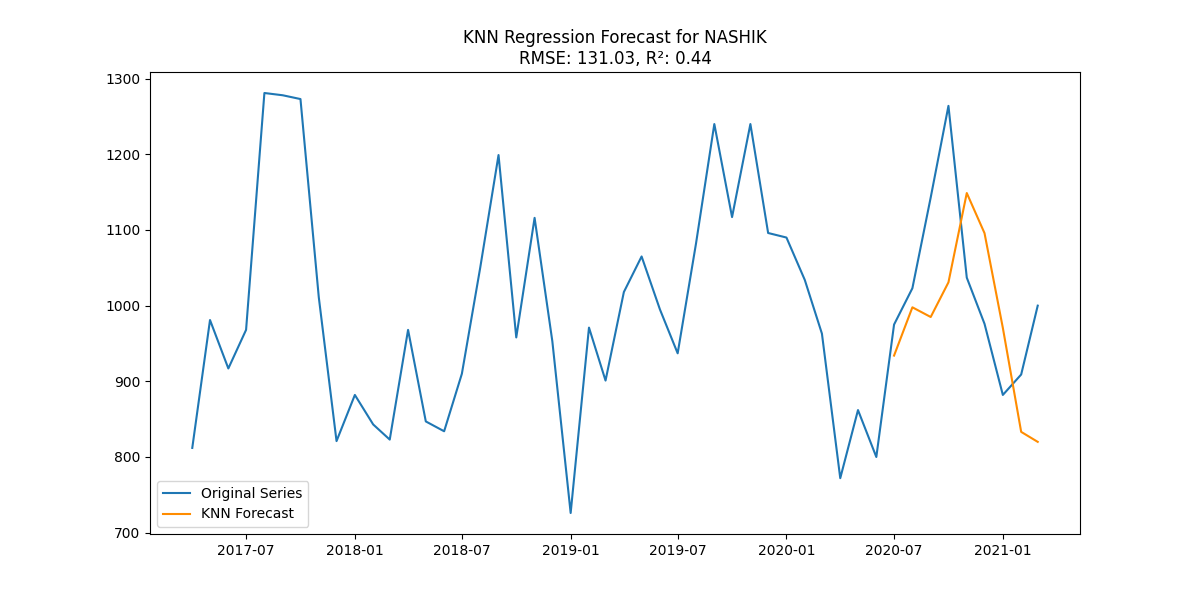 KNN Regression Forecast for NASHIK
RMSE: 131.03, R²: 0.44
1300
1200
1100
1000
900
800
700
Original Series
KNN Forecast
2017-07 2018-01 2018-07 2019-01 2019-07 2020-01 2020-07 2021-01